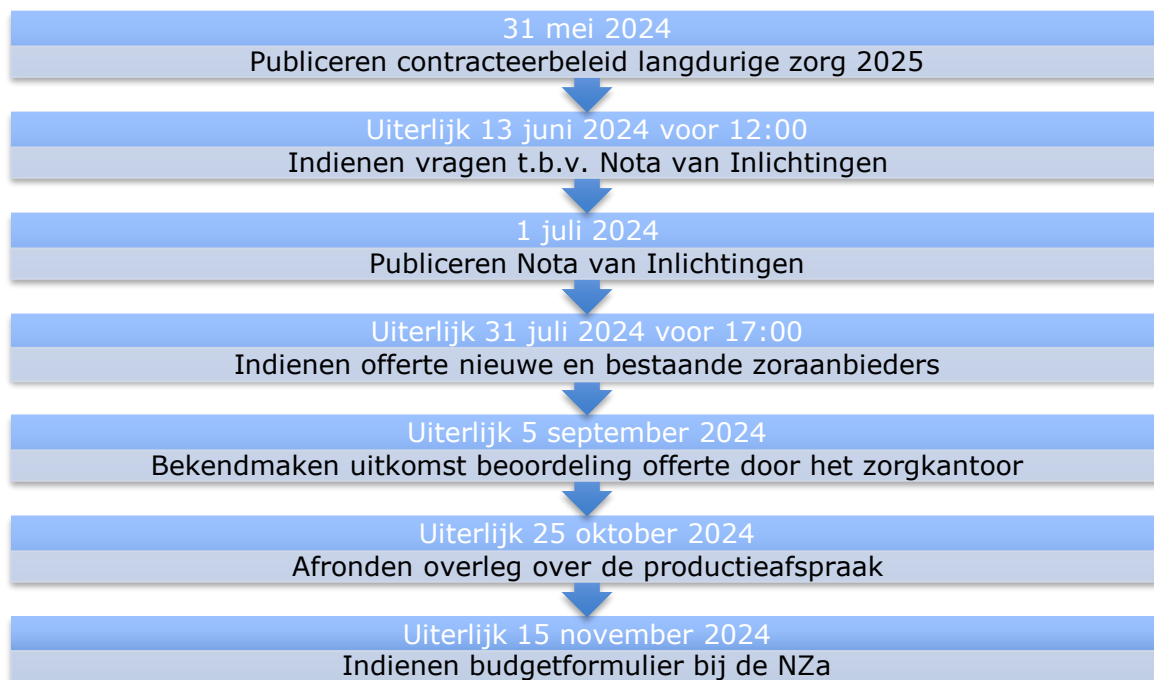 31 mei 2024
Publiceren contracteerbeleid langdurige zorg 2025
Uiterlijk 13 juni 2024 voor 12:00
Indienen vragen t.b.v. Nota van Inlichtingen
1 juli 2024
Publiceren Nota van Inlichtingen
Uiterlijk 31 juli 2024 voor 17:00
Indienen offerte nieuwe en bestaande zoraanbieders
Uiterlijk 5 september 2024
Bekendmaken uitkomst beoordeling offerte door het zorgkantoor
Uiterlijk 25 oktober 2024
Afronden overleg over de productieafspraak
Uiterlijk 15 november 2024
Indienen budgetformulier bij de NZa